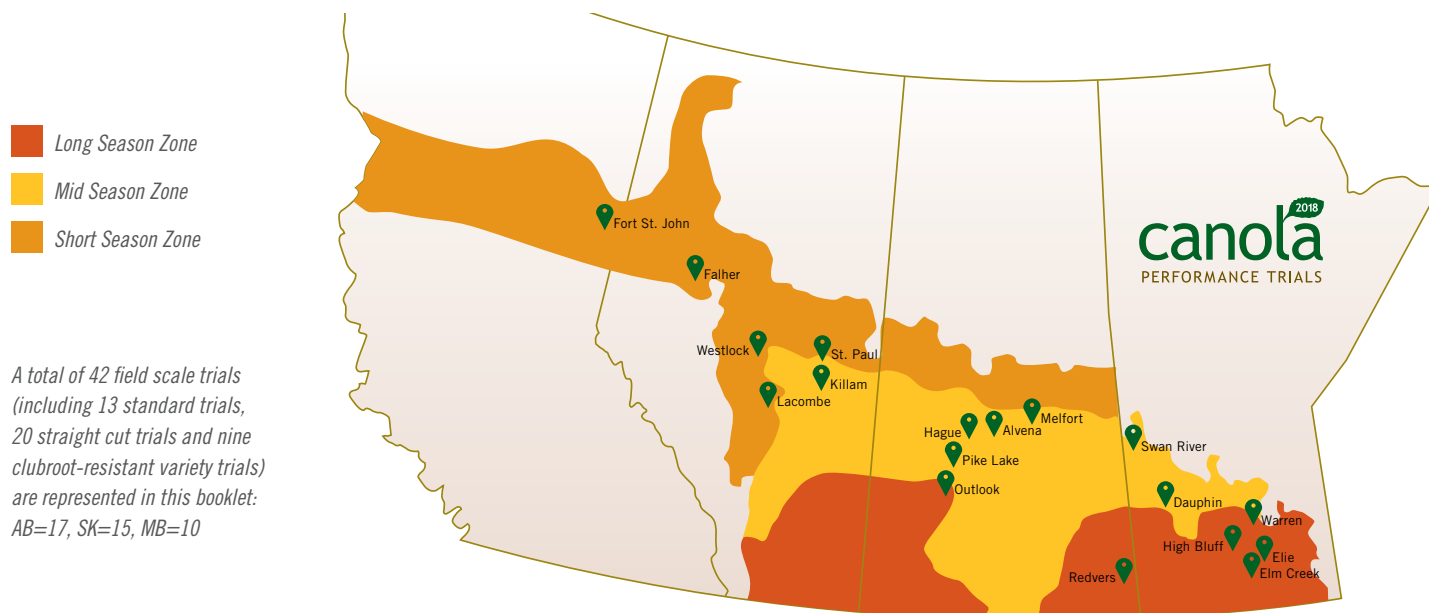 Long Season Zone
Mid Season Zone
Short Season Zone
A total of 42 field scale trials
(including 13 standard trials,
20 straight cut trials and nine
clubroot-resistant variety trials)
are represented in this booklet:
AB=17, SK=15, MB=10
2018
canola
PERFORMANCE TRIALS
Fort St. John
Falher
Westlock
St. Paul
Killam
Lacombe
Melfort
Hague
Alvena
Swan River
Pike Lake
Outlook
Dauphin
Warren
High Bluff
Elie
Elm Creek
Redvers